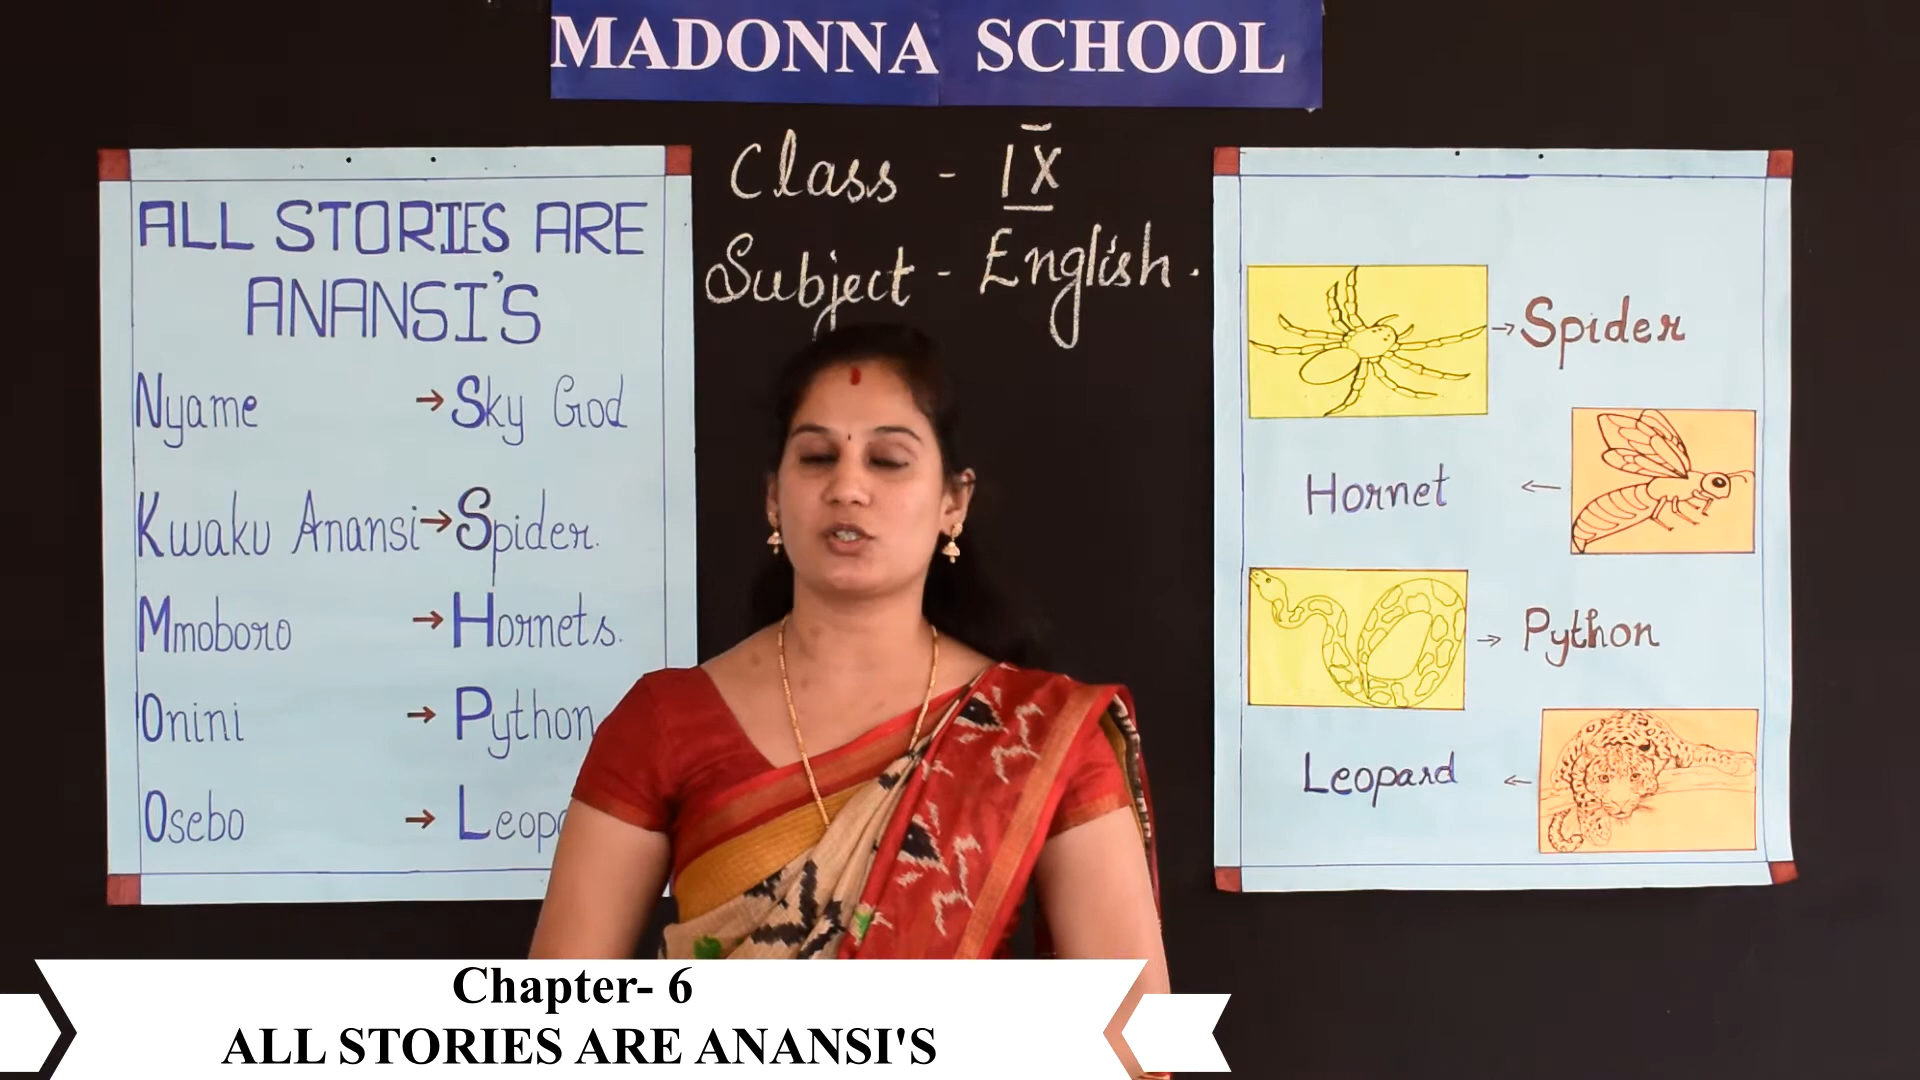 MADONNA SCHOOL
Class - IX
Subject - English.
ALL STORIES ARE
ANANSI'S
Nyame → Sky God
Kwaku Anansi → Spider.
Mmoboro → Hornets.
Onini → Python
Osebo → Leop
→ Spider
Hornet ←
→ Python
Leopard ←
Chapter- 6
ALL STORIES ARE ANANSI'S